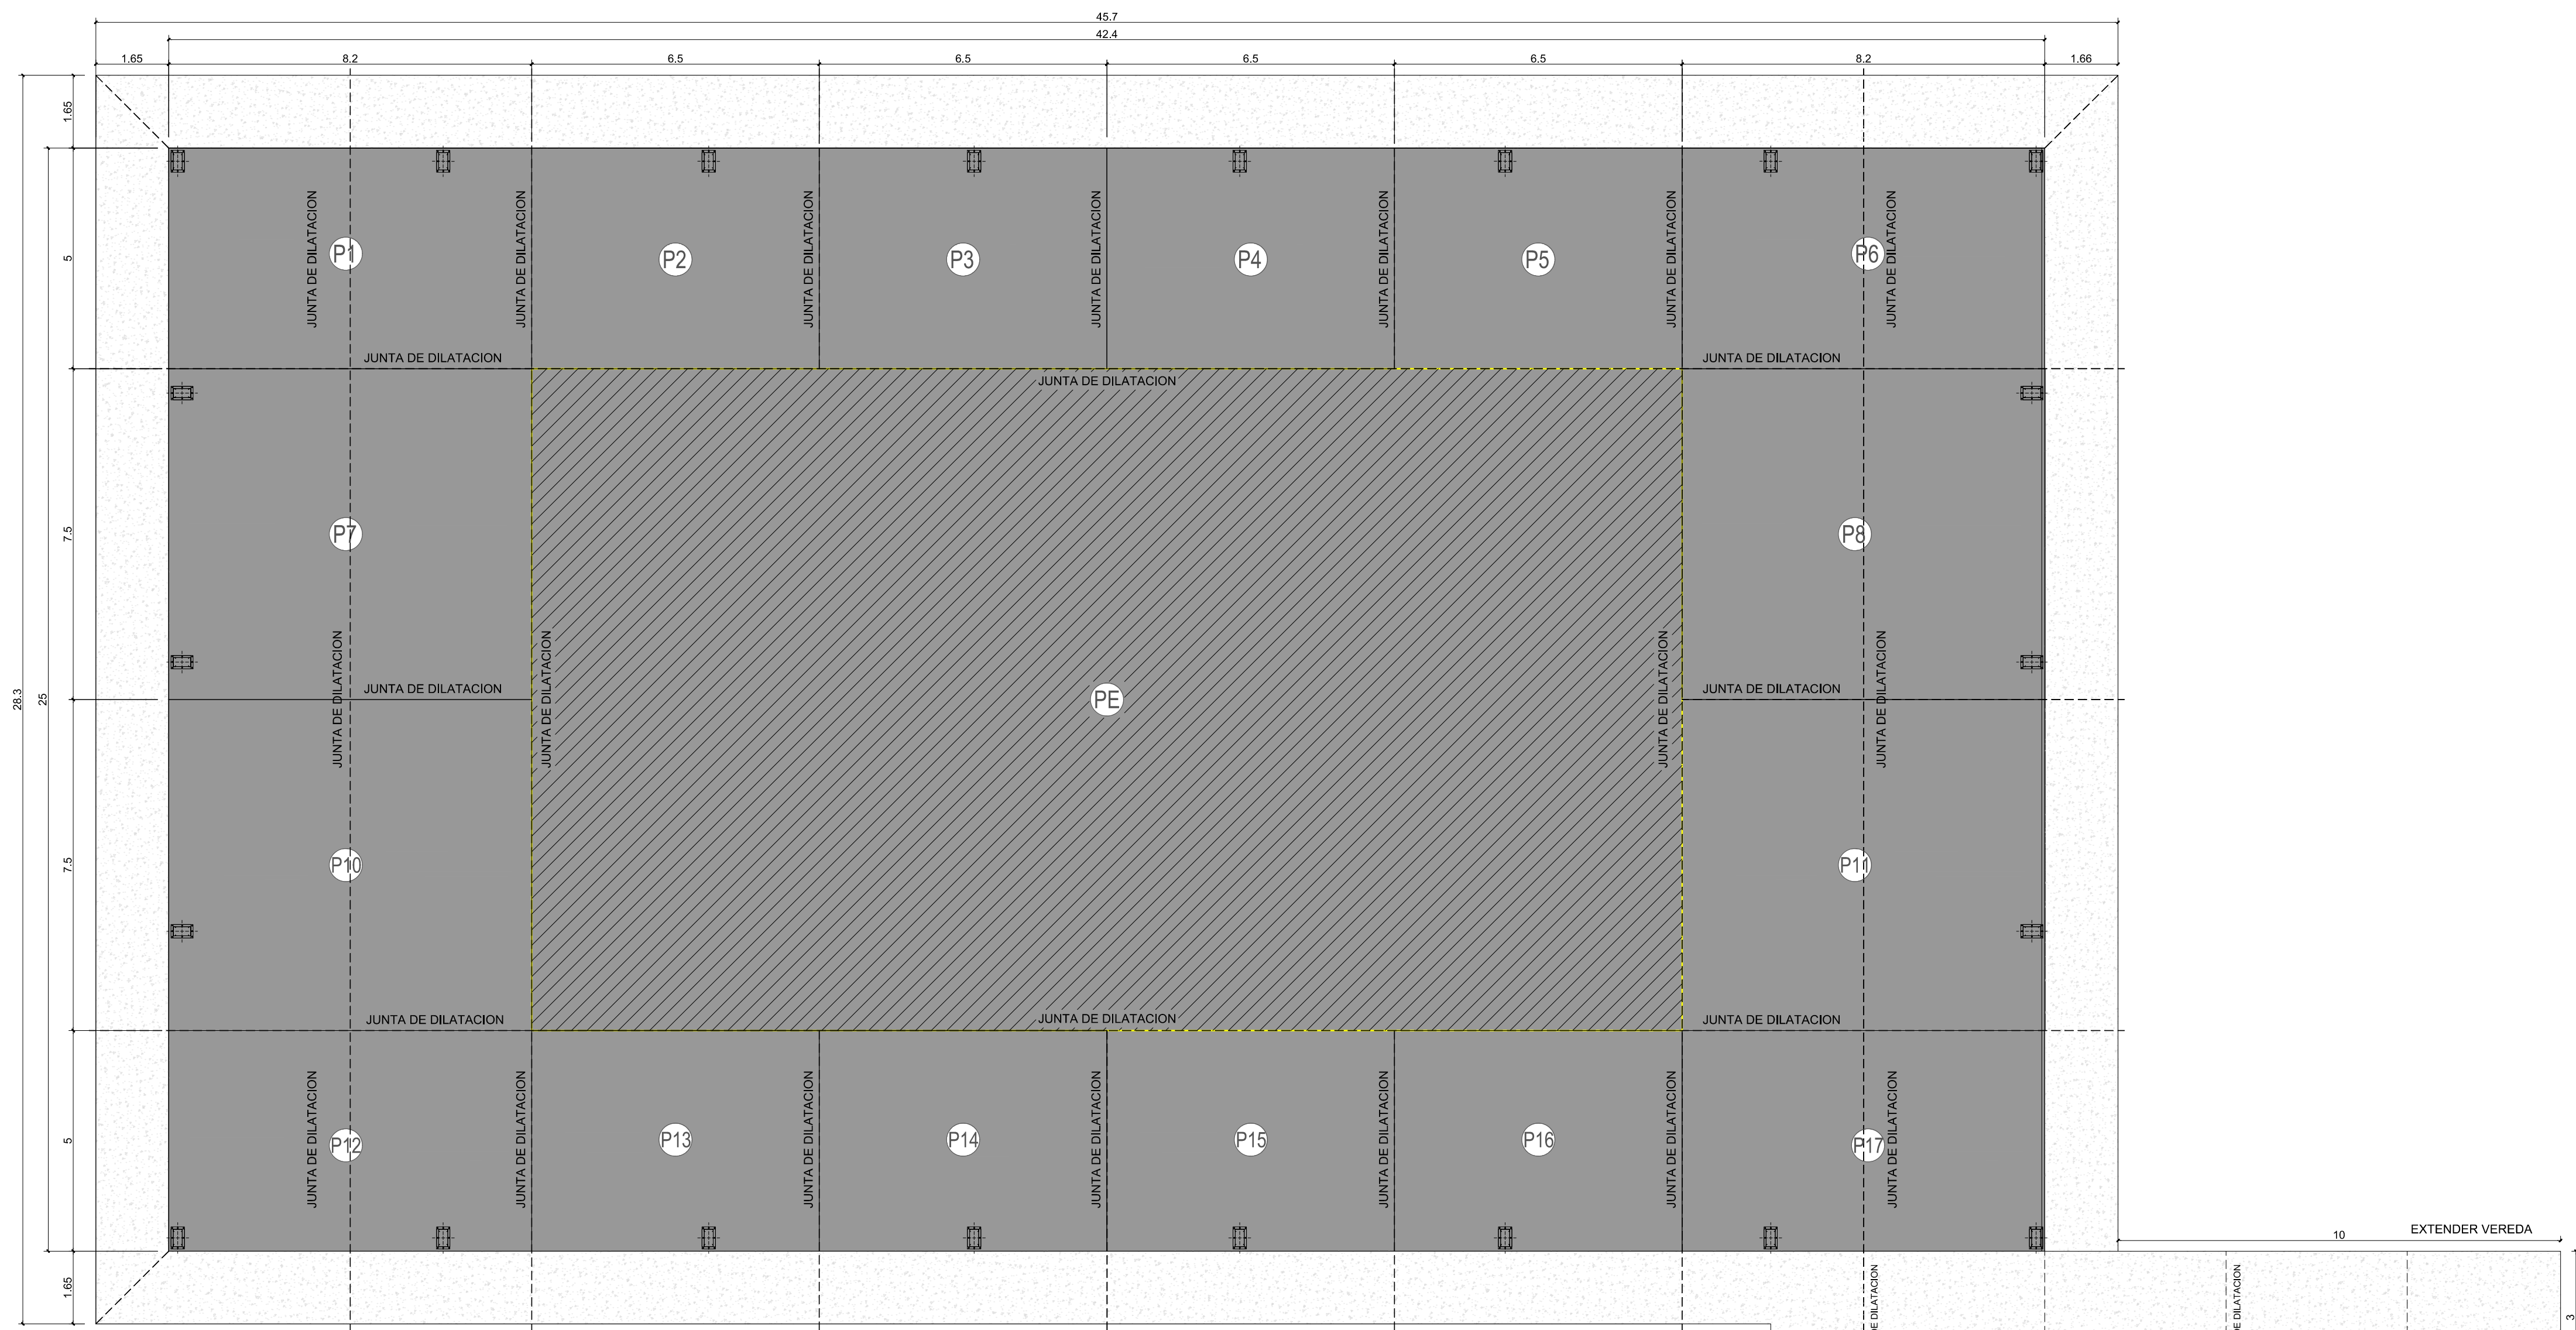 45.7
42.4
1.65
8.2
6.5
6.5
6.5
6.5
8.2
1.66
1.65
5
7.5
7.5
5
1.65
28.3
25
JUNTA DE DILATACION
JUNTA DE DILATACION
JUNTA DE DILATACION
JUNTA DE DILATACION
JUNTA DE DILATACION
JUNTA DE DILATACION
JUNTA DE DILATACION
P1
P2
P3
P4
P5
P6
JUNTA DE DILATACION
JUNTA DE DILATACION
JUNTA DE DILATACION
P7
P8
JUNTA DE DILATACION
JUNTA DE DILATACION
JUNTA DE DILATACION
JUNTA DE DILATACION
JUNTA DE DILATACION
JUNTA DE DILATACION
PE
P10
P11
JUNTA DE DILATACION
JUNTA DE DILATACION
JUNTA DE DILATACION
JUNTA DE DILATACION
JUNTA DE DILATACION
JUNTA DE DILATACION
JUNTA DE DILATACION
JUNTA DE DILATACION
JUNTA DE DILATACION
JUNTA DE DILATACION
P12
P13
P14
P15
P16
P17
EXTENDER VEREDA
10
DE DILATACION
DE DILATACION
3